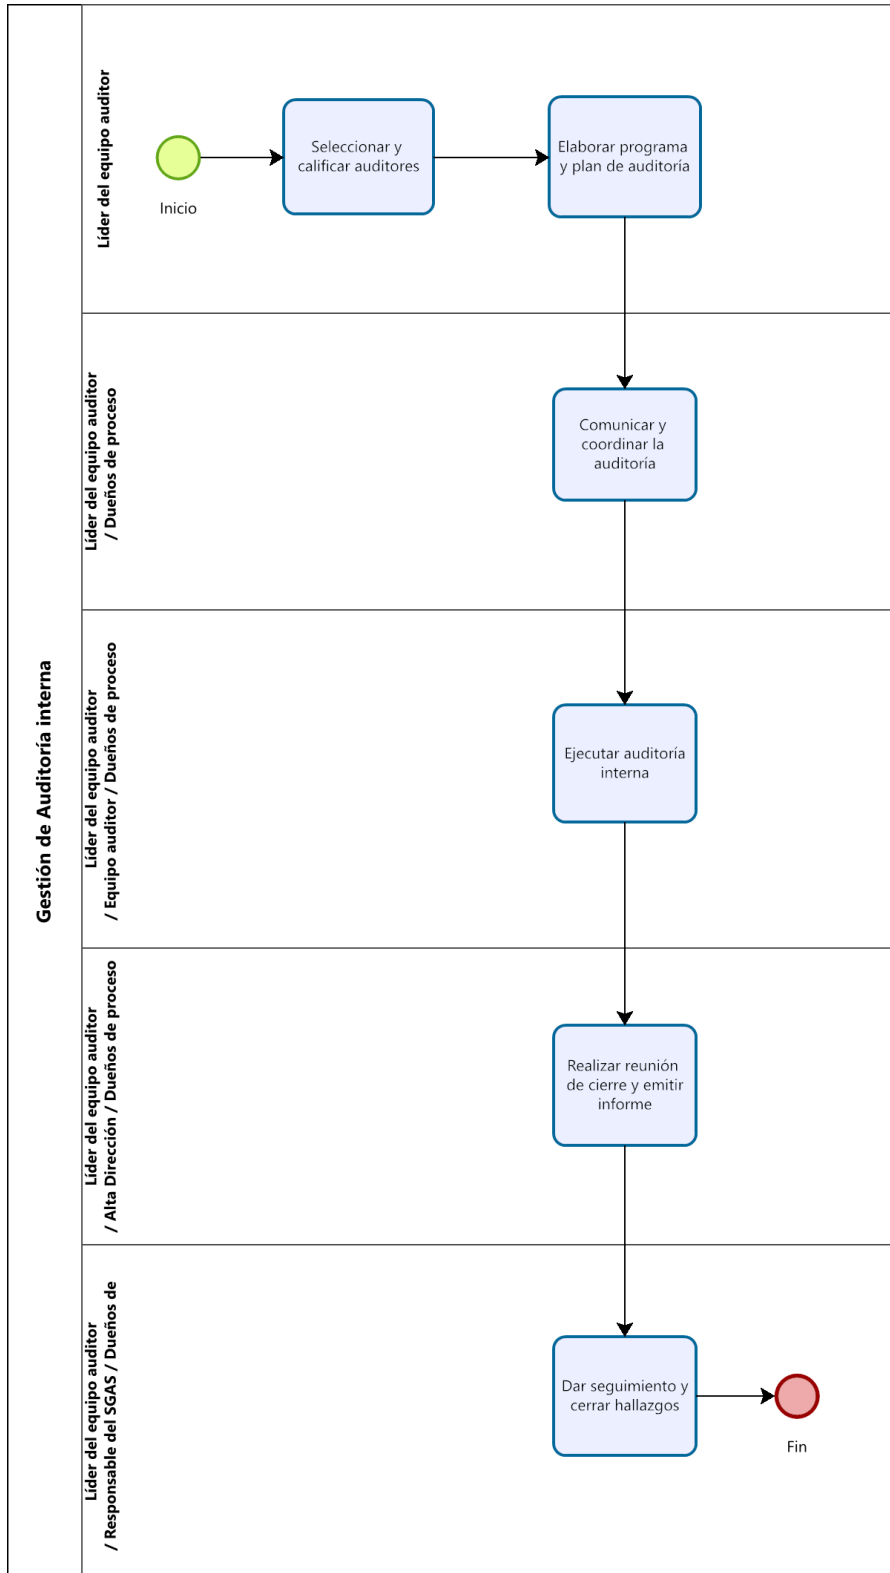 Gestión de Auditoría interna
Líder del equipo auditor
Inicio
Seleccionar y
calificar auditores
Elaborar programa
y plan de auditoría
Líder del equipo auditor
/ Dueños de proceso
Comunicar y
coordinar la
auditoría
Líder del equipo auditor
/ Equipo auditor / Dueños de proceso
Ejecutar auditoría
interna
Líder del equipo auditor
/ Alta Dirección / Dueños de proceso
Realizar reunión
de cierre y emitir
informe
Líder del equipo auditor
/ Responsable del SGAS / Dueños de
Dar seguimiento y
cerrar hallazgos
Fin